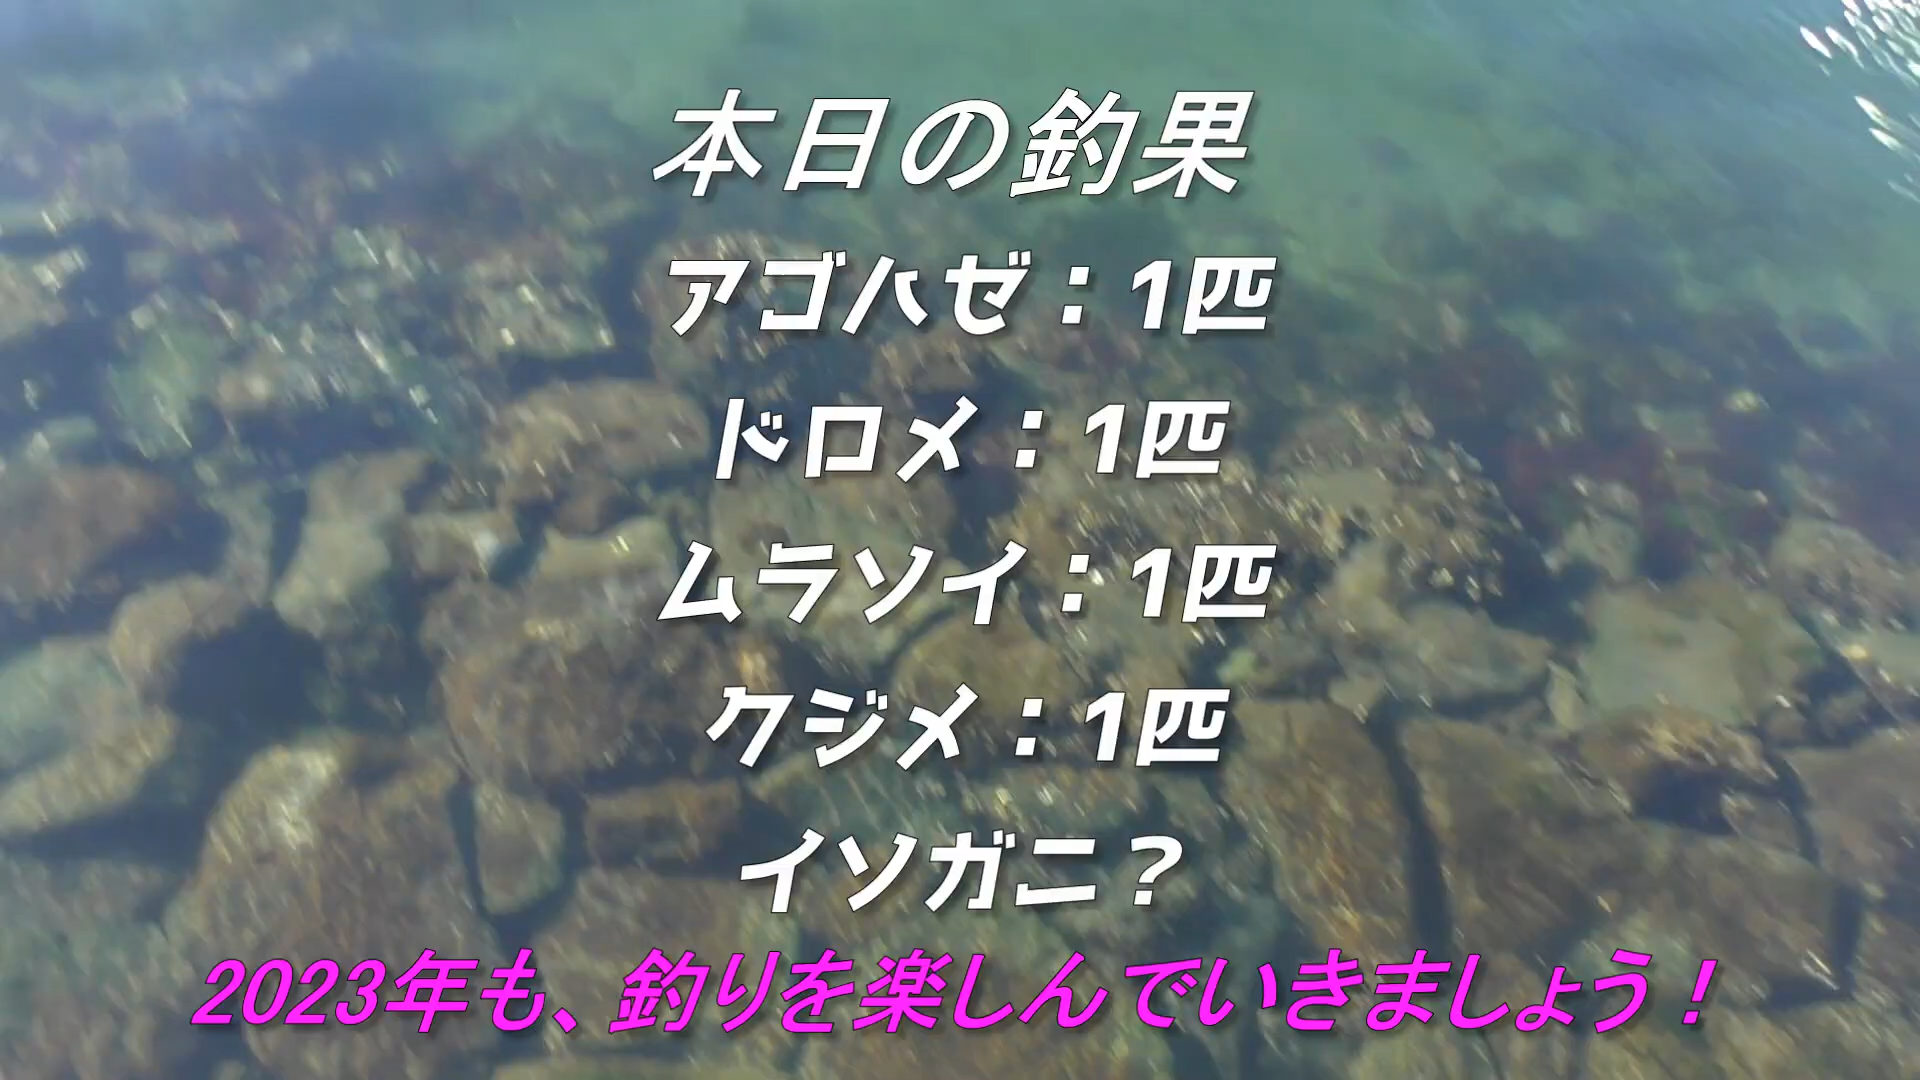 本日の釣果
アゴハゼ：1匹
ドロメ：1匹
ムラソイ：1匹
クジメ：1匹
イソガニ？
2023年も、釣りを楽しんでいきましょう！